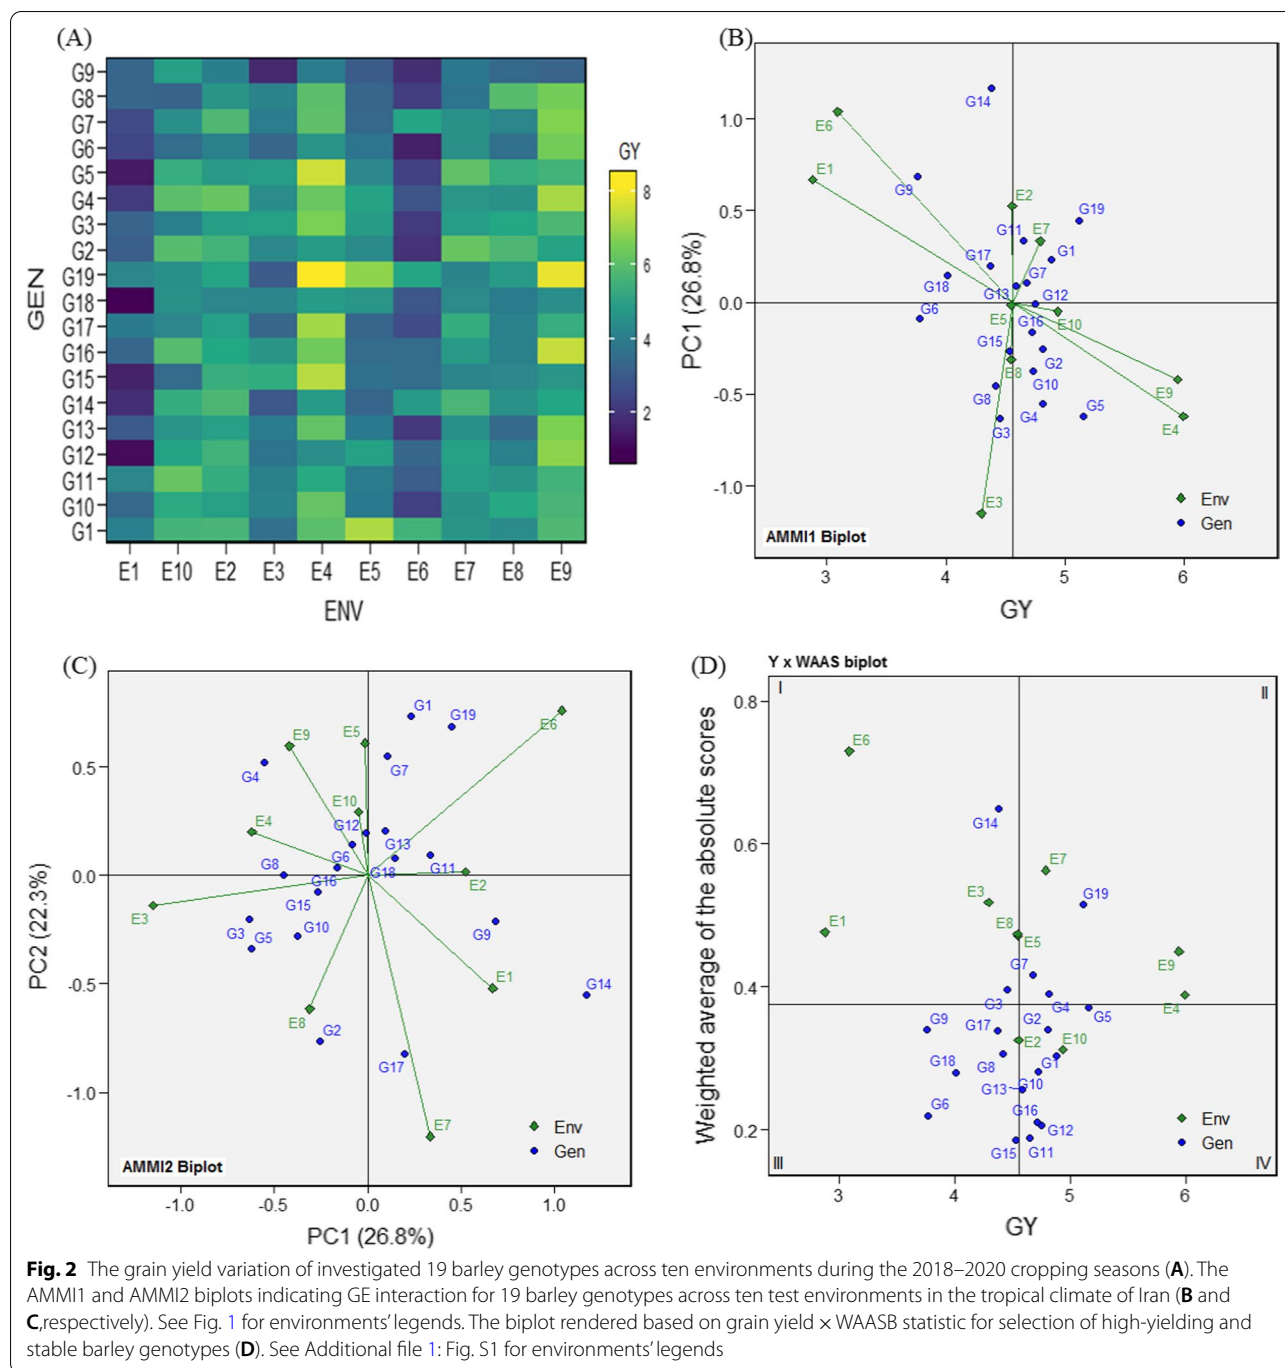 (A)
GEN
G9
G8
G7
G6
G5
G4
G3
G2
G19
G18
G17
G16
G15
G14
G13
G12
G11
G10
G1
E1 E10 E2 E3 E4 E5 E6 E7 E8 E9
ENV
GY
8
6
4
2
(B)
PC1 (26.8%)
1.0
0.5
0.0
-0.5
-1.0
G14
E6
E1
G9
E2
G19
G11
E7
G1
G17
G7
G18
G13
G12
G6
E5
G16
E10
G15
E8
G2
G10
G8
E9
G4
G5
G3
E4
E3
Env
Gen
AMMI1 Biplot
3 4 5 6
GY
(C)
PC2 (22.3%)
0.5
0.0
-0.5
-1.0
G1
G19
E6
E9
E5
G4
G7
E10
E4
G12
G13
G6
G8
G18
G11
G16
E2
E3
G15
G3
G5
G10
G9
E1
G14
E8
G2
G17
E7
Env
Gen
AMMI2 Biplot
-1.0 -0.5 0.0 0.5 1.0
PC1 (26.8%)
(D)
Y x WAAS biplot
Weighted average of the absolute scores
0.8
0.6
0.4
0.2
I
II
E6
G14
E7
E3
G19
E1
E8
E5
G7
E9
G3
G4
E4
G9
G17
G2
G5
E2
E10
G18
G8
G1
G13
G10
G6
G16
G12
G15
G11
Env
Gen
III
IV
3 4 5 6
GY
Fig. 2 The grain yield variation of investigated 19 barley genotypes across ten environments during the 2018–2020 cropping seasons (A). The
AMMI1 and AMMI2 biplots indicating GE interaction for 19 barley genotypes across ten test environments in the tropical climate of Iran (B and
C,respectively). See Fig. 1 for environments' legends. The biplot rendered based on grain yield × WAASB statistic for selection of high-yielding and
stable barley genotypes (D). See Additional file 1: Fig. S1 for environments' legends